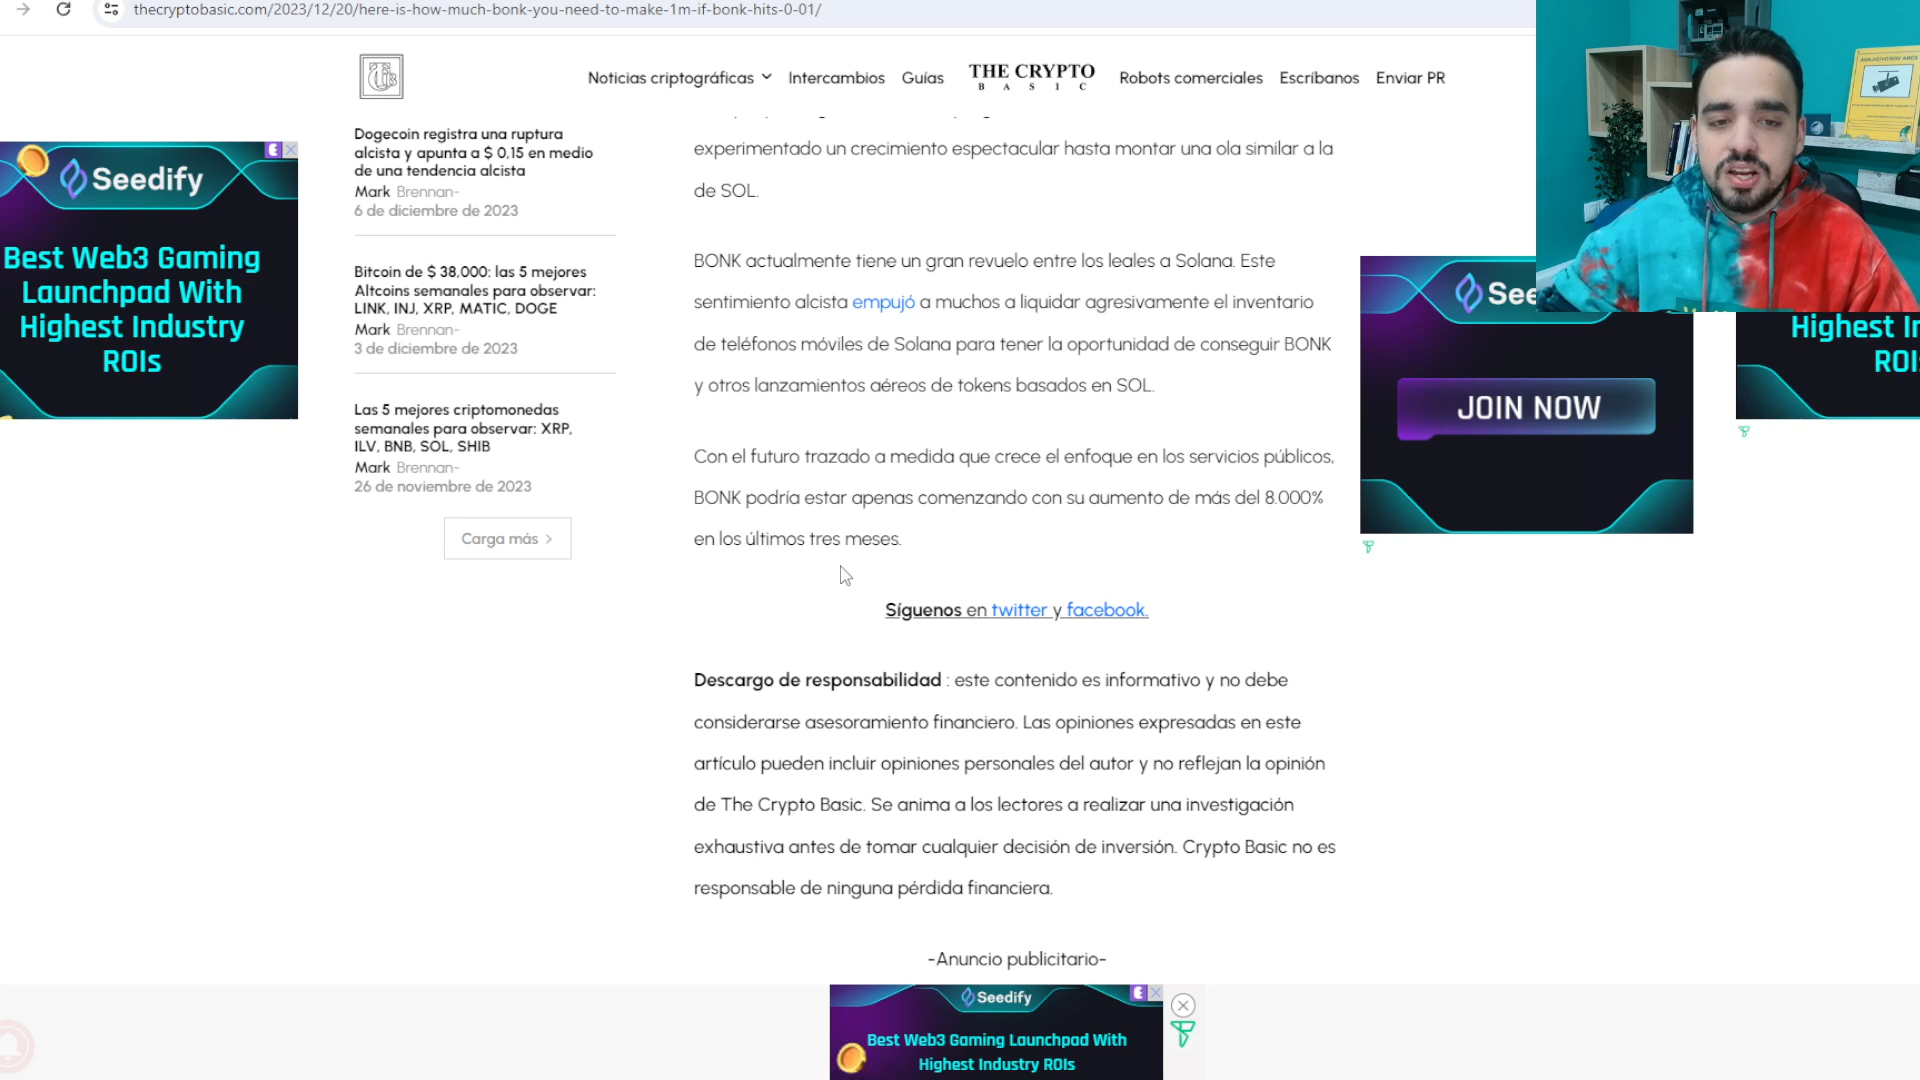 thecryptobasic.com/2023/12/20/here-is-how-much-bonk-you-need-to-make-1m-if-bonk-hits-0-01/
Noticias criptográficas
Intercambios
Guías
THE CRYPTO
BASIC
Robots comerciales
Escríbanos
Enviar PR
Dogecoin registra una ruptura
alcista y apunta a $ 0,15 en medio
de una tendencia alcista
Mark Brennan-
6 de diciembre de 2023
Bitcoin de $ 38,000: las 5 mejores
Altcoins semanales para observar:
LINK, INJ, XRP, MATIC, DOGE
Mark Brennan-
3 de diciembre de 2023
Las 5 mejores criptomonedas
semanales para observar: XRP,
ILV, BNB, SOL, SHIB
Mark Brennan-
26 de noviembre de 2023
Carga más >
experimentado un crecimiento espectacular hasta montar una ola similar a la
de SOL.
BONK actualmente tiene un gran revuelo entre los leales a Solana. Este
sentimiento alcista empujó a muchos a liquidar agresivamente el inventario
de teléfonos móviles de Solana para tener la oportunidad de conseguir BONK
y otros lanzamientos aéreos de tokens basados en SOL.
Con el futuro trazado a medida que crece el enfoque en los servicios públicos,
BONK podría estar apenas comenzando con su aumento de más del 8.000%
en los últimos tres meses.
Síguenos en twitter y facebook.
Descargo de responsabilidad : este contenido es informativo y no debe
considerarse asesoramiento financiero. Las opiniones expresadas en este
artículo pueden incluir opiniones personales del autor y no reflejan la opinión
de The Crypto Basic. Se anima a los lectores a realizar una investigación
exhaustiva antes de tomar cualquier decisión de inversión. Crypto Basic no es
responsable de ninguna pérdida financiera.
-Anuncio publicitario-
Seedify
Best Web3 Gaming
Launchpad With
Highest Industry
ROIs
See
JOIN NOW
Highest In
ROI
Seedify
Best Web3 Gaming Launchpad With
Highest Industry ROIs